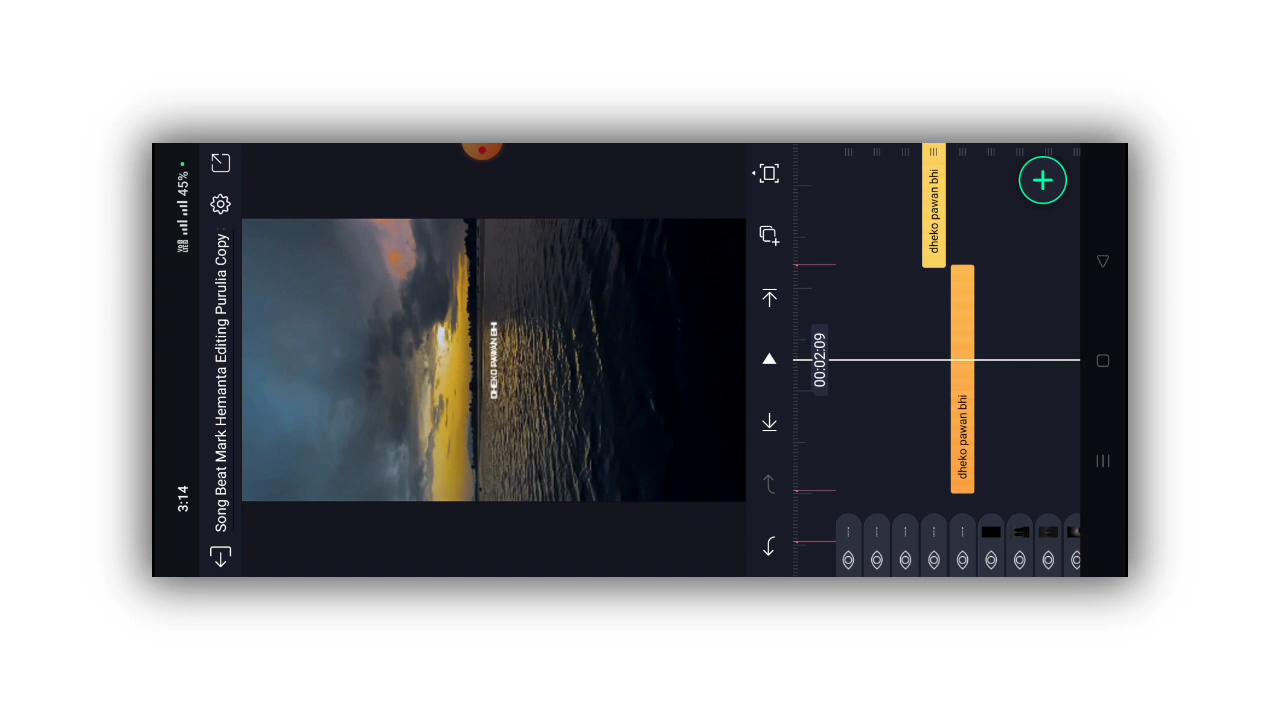 3:14 45%
Song Beat Mark Hemanta Editing Purulia Copy
DHEKO PAWAN BHI
00:02:09
dheko pawan bhi
dheko pawan bhi